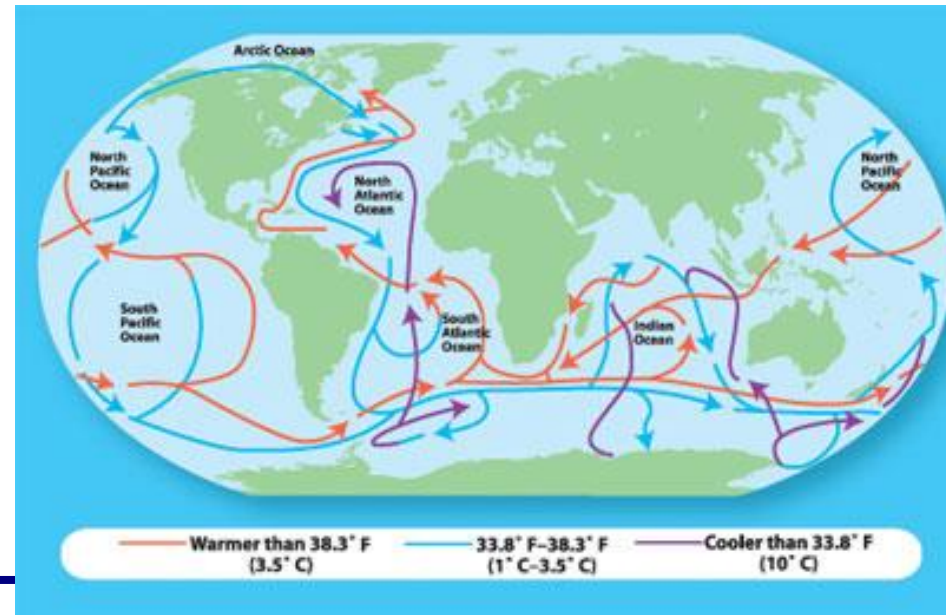 Arctic Ocean
North
Pacific
Ocean
North
Atlantic
Ocean
North
Pacific
Ocean
South
Pacific
Ocean
South
Atlantic
Ocean
Indian
Ocean
Warmer than 38.3° F
(3.5° C)
33.8° F–38.3° F
(1° C–3.5° C)
Cooler than 33.8° F
(10° C)